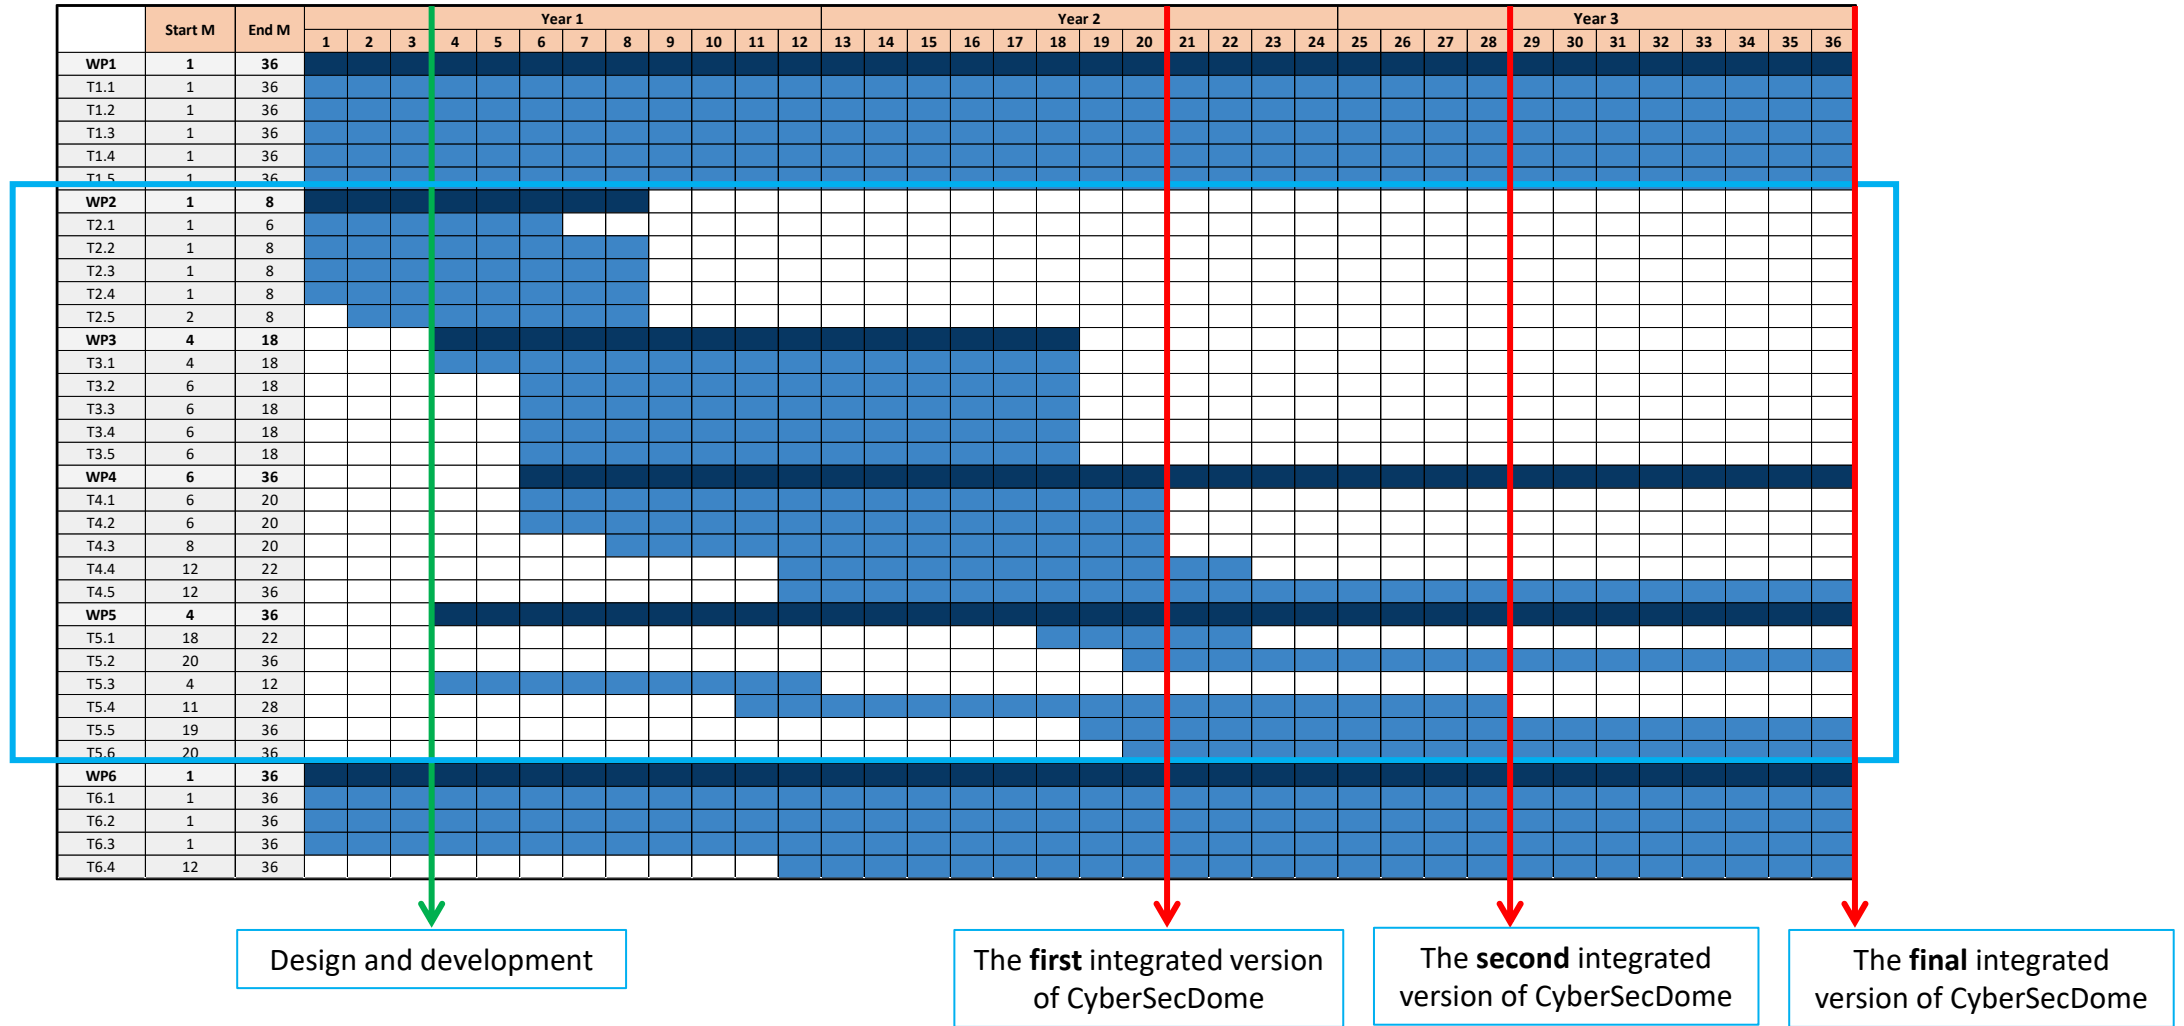 Start M End M Year 1 Year 2 Year 3
1 2 3 4 5 6 7 8 9 10 11 12 13 14 15 16 17 18 19 20 21 22 23 24 25 26 27 28 29 30 31 32 33 34 35 36
WP1 1 36
T1.1 1 36
T1.2 1 36
T1.3 1 36
T1.4 1 36
T1.5 1 36
WP2 1 8
T2.1 1 6
T2.2 1 8
T2.3 1 8
T2.4 1 8
T2.5 2 8
WP3 4 18
T3.1 4 18
T3.2 6 18
T3.3 6 18
T3.4 6 18
T3.5 6 18
WP4 6 36
T4.1 6 20
T4.2 6 20
T4.3 8 20
T4.4 12 22
T4.5 12 36
WP5 4 36
T5.1 18 22
T5.2 20 36
T5.3 4 12
T5.4 11 28
T5.5 19 36
T5.6 20 36
WP6 1 36
T6.1 1 36
T6.2 1 36
T6.3 1 36
T6.4 12 36
Design and development
The first integrated version
of CyberSecDome
The second integrated
version of CyberSecDome
The final integrated
version of CyberSecDome